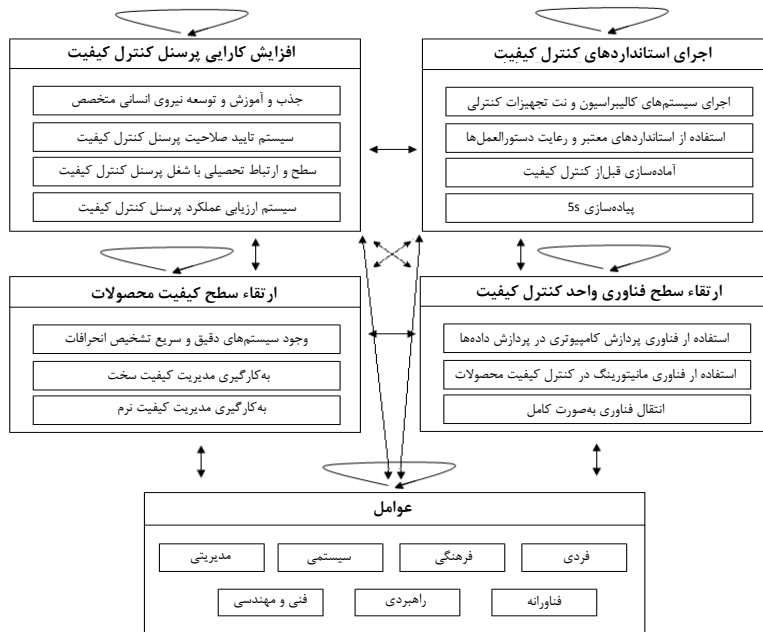 اجرای استانداردهای کنترل کیفیت
اجرای سیستم‌های کالیبراسیون و نت تجهیزات کنترلی
استفاده از استانداردهای معتبر و رعایت دستورالعمل‌ها
آماده‌سازی قبل‌از کنترل کیفیت
پیاده‌سازی 5s
افزایش کارایی پرسنل کنترل کیفیت
جذب و آموزش و توسعه نیروی انسانی متخصص
سیستم تایید صلاحیت پرسنل کنترل کیفیت
سطح و ارتباط تحصیلی با شغل پرسنل کنترل کیفیت
سیستم ارزیابی عملکرد پرسنل کنترل کیفیت
ارتقاء سطح فناوری واحد کنترل کیفیت
استفاده ار فناوری پردازش کامپیوتری در پردازش داده‌ها
استفاده ار فناوری مانیتورینگ در کنترل کیفیت محصولات
انتقال فناوری به‌صورت کامل
ارتقاء سطح کیفیت محصولات
وجود سیستم‌های دقیق و سریع تشخیص انحرافات
به‌کارگیری مدیریت کیفیت سخت
به‌کارگیری مدیریت کیفیت نرم
عوامل
فردی
فرهنگی
سیستمی
مدیریتی
فناورانه
راهبردی
فنی و مهندسی